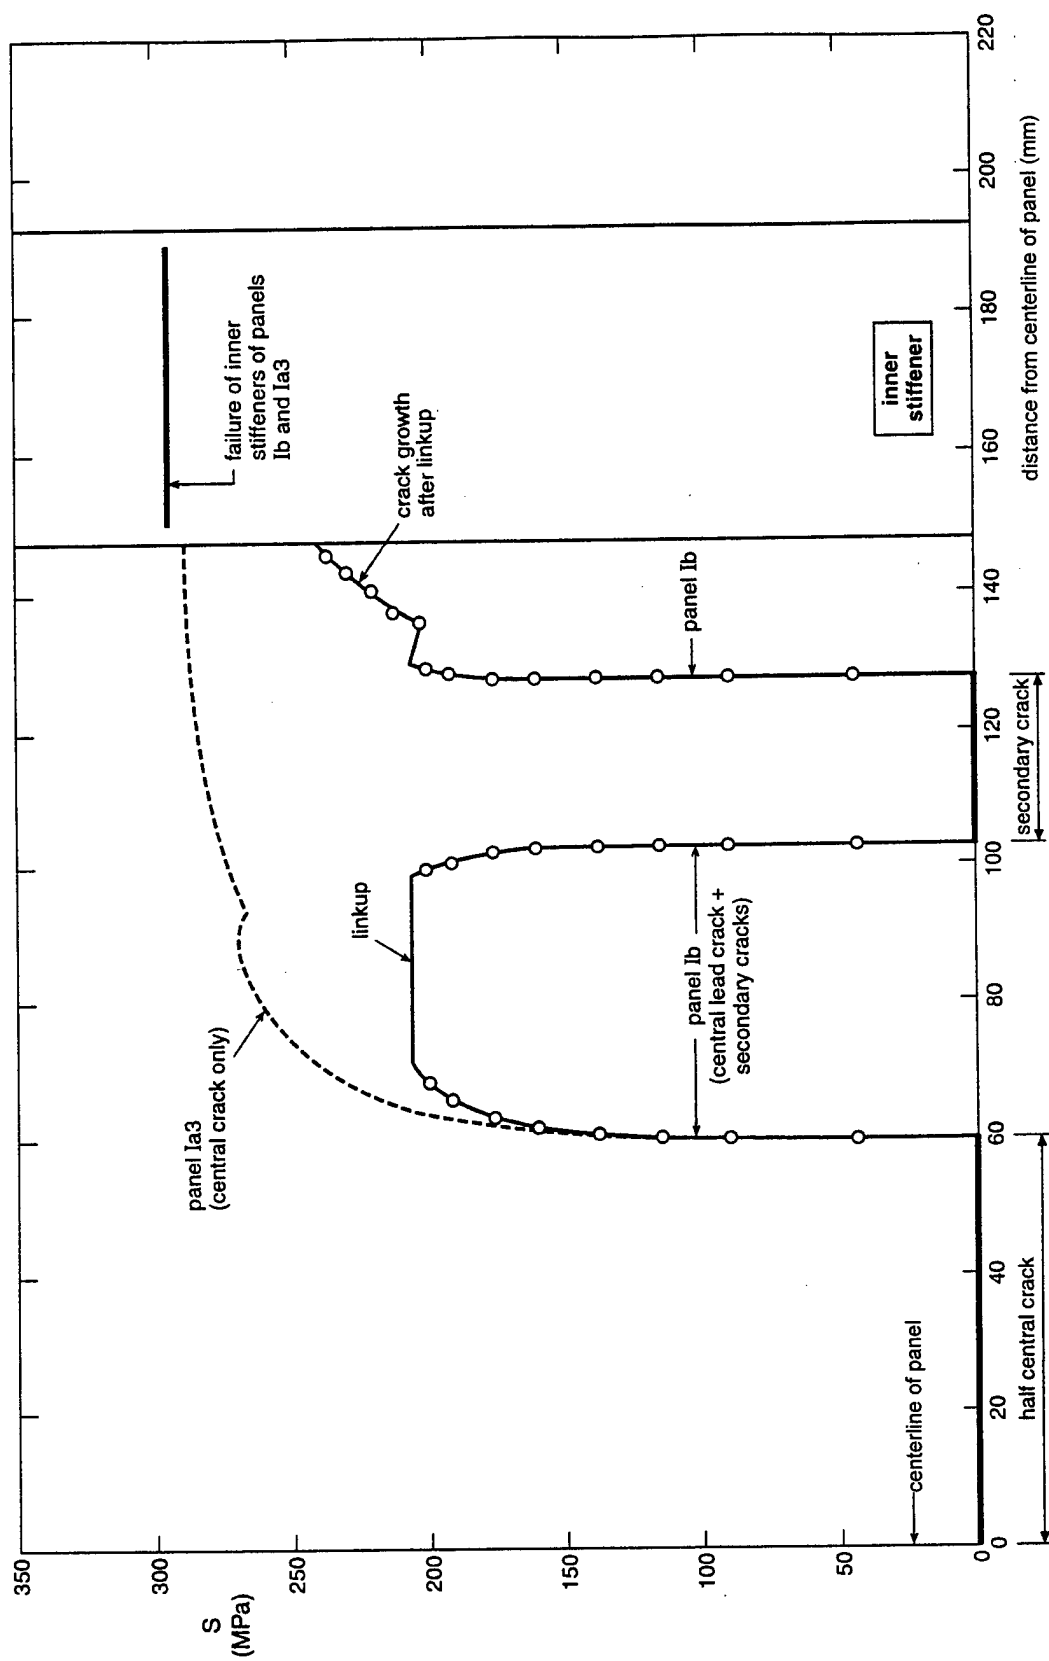 350
300
250
200
150
100
50
0
S
(MPa)
0
20
40
60
80
100
120
140
160
180
200
220
distance from centerline of panel (mm)
half central crack
secondary crack
centerline of panel
panel Ia3
(central crack only)
linkup
panel Ib
(central lead crack +
secondary cracks)
panel Ib
crack growth
after linkup
failure of inner
stiffeners of panels
Ib and Ia3
inner
stiffener